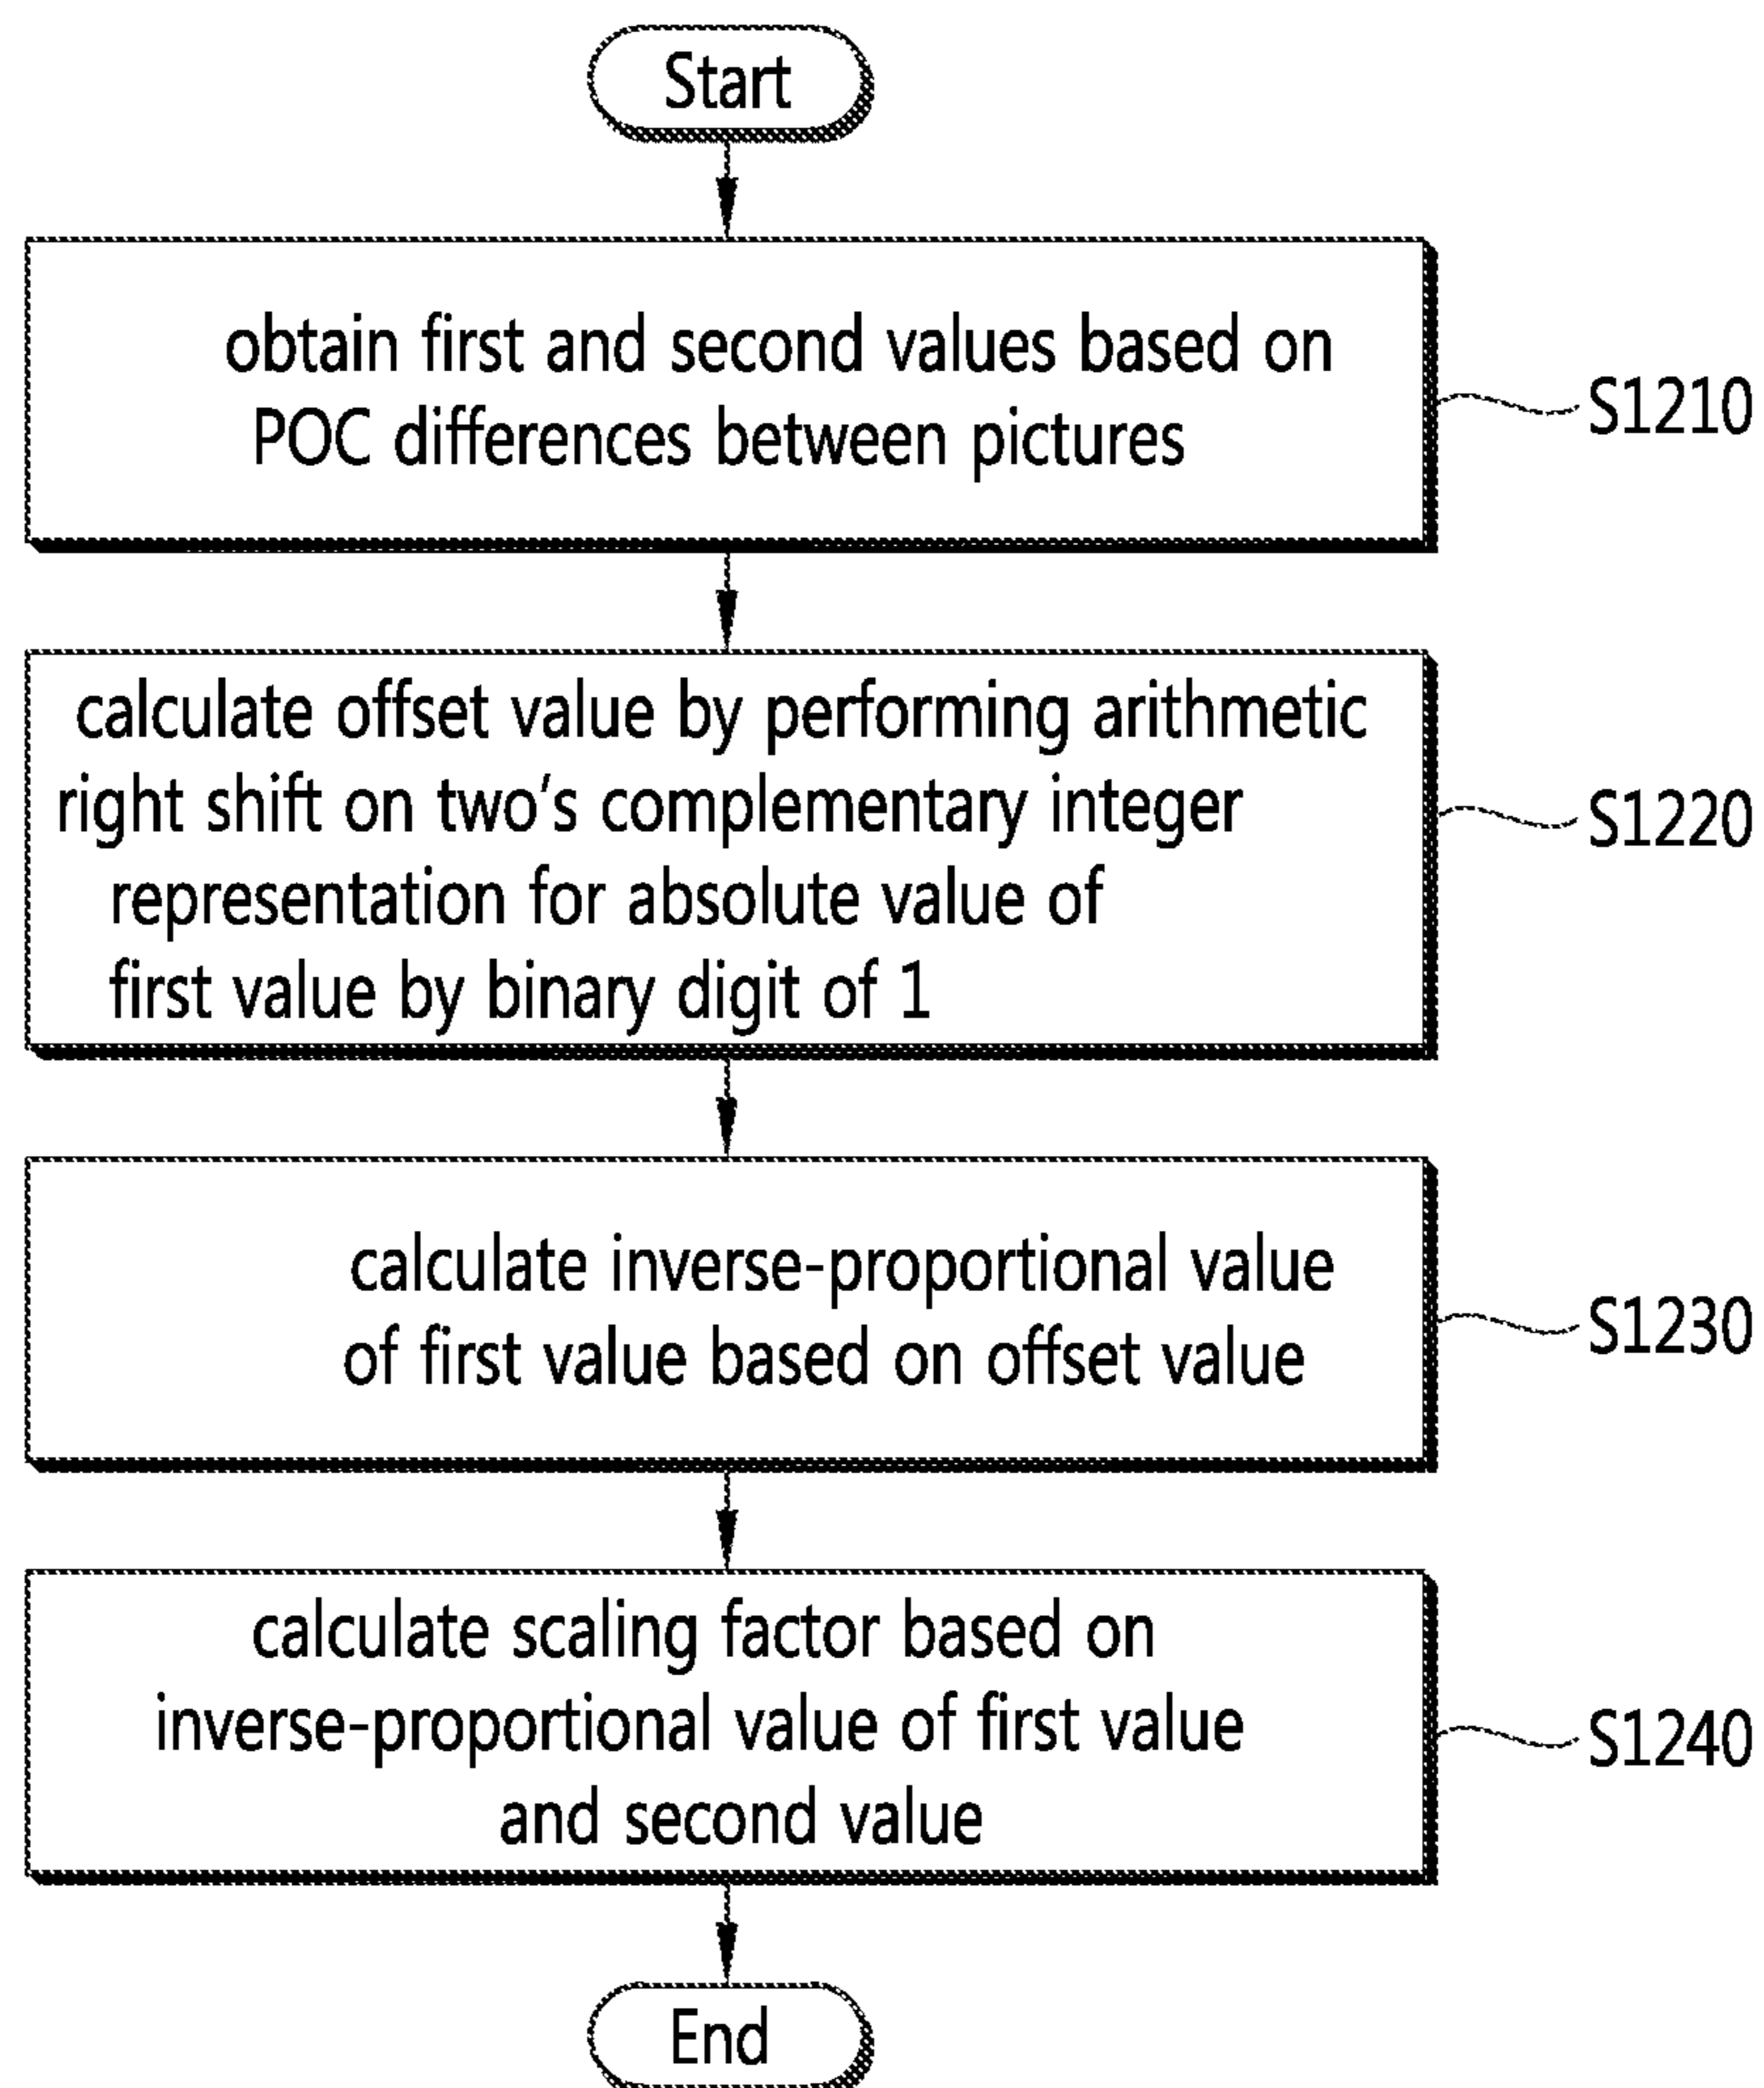 Start
obtain first and second values based on
POC differences between pictures
S1210
calculate offset value by performing arithmetic
right shift on two's complementary integer
representation for absolute value of
first value by binary digit of 1
S1220
calculate inverse-proportional value
of first value based on offset value
S1230
calculate scaling factor based on
inverse-proportional value of first value
and second value
S1240
End